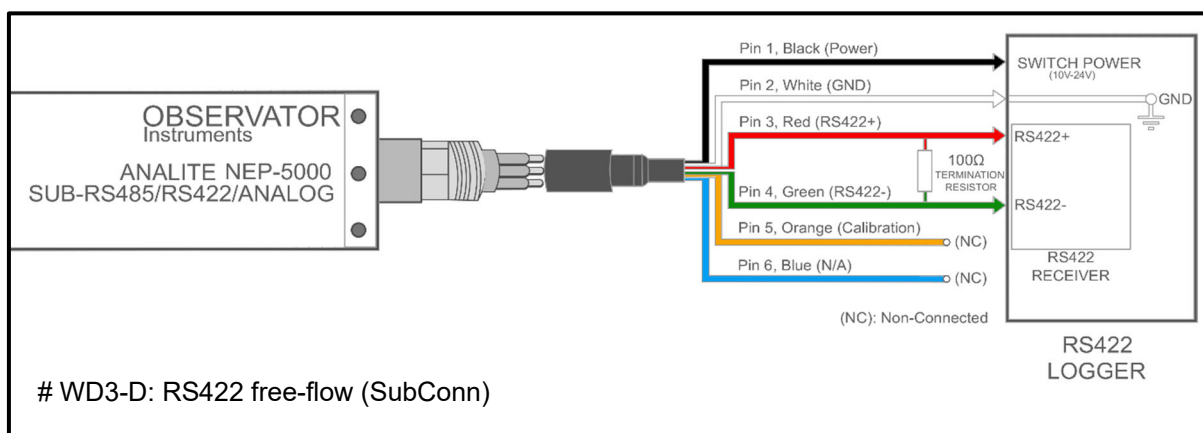 OBSERVATOR
Instruments
ANALITE NEP-5000
SUB-RS485/RS422/ANALOG
Pin 1, Black (Power)
Pin 2, White (GND)
Pin 3, Red (RS422+)
Pin 4, Green (RS422-)
Pin 5, Orange (Calibration)
Pin 6, Blue (N/A)
100Ω
TERMINATION
RESISTOR
(NC)
(NC)
(NC): Non-Connected
SWITCH POWER
(10V-24V)
GND
RS422+
RS422-
RS422
RECEIVER
RS422
LOGGER
# WD3-D: RS422 free-flow (SubConn)